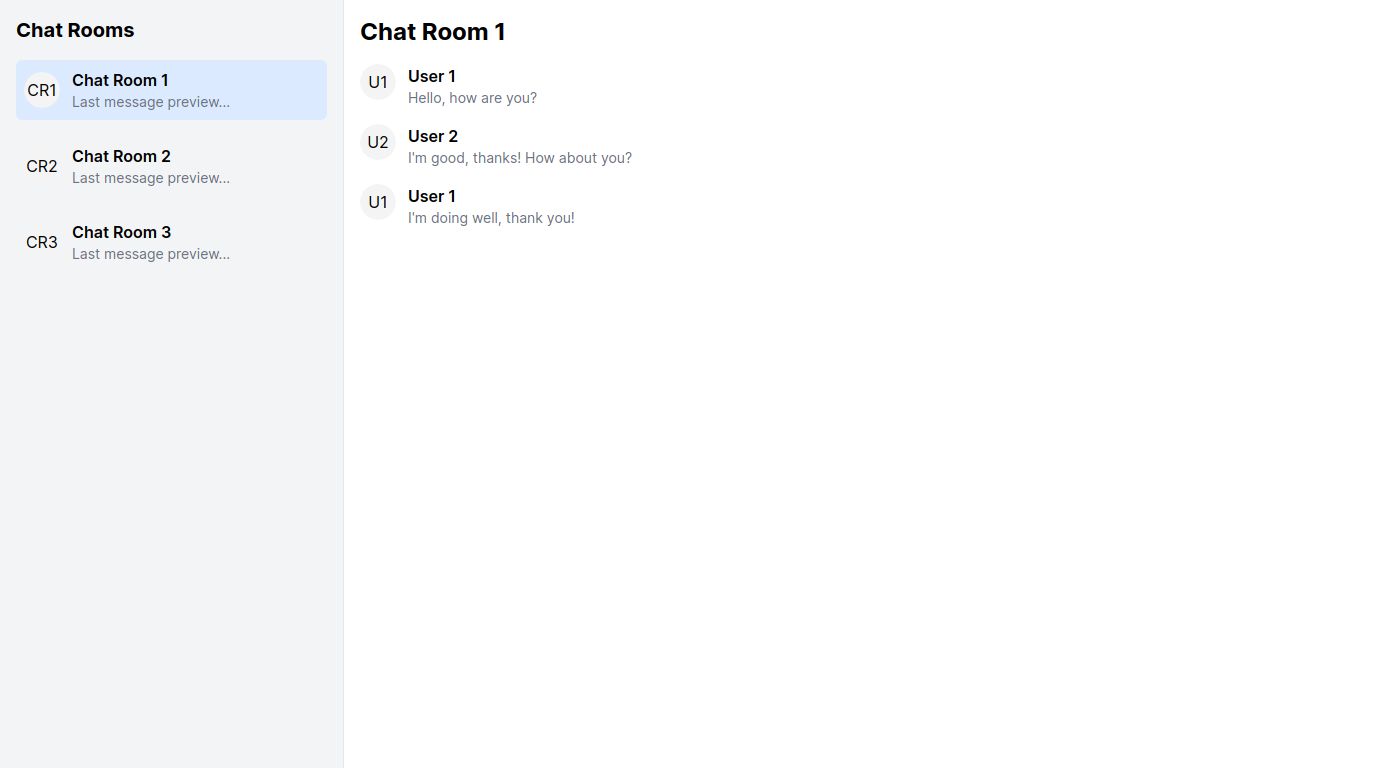 Chat Rooms
CR1
Chat Room 1
Last message preview...
CR2
Chat Room 2
Last message preview...
CR3
Chat Room 3
Last message preview...
Chat Room 1
U1
User 1
Hello, how are you?
U2
User 2
I'm good, thanks! How about you?
U1
User 1
I'm doing well, thank you!